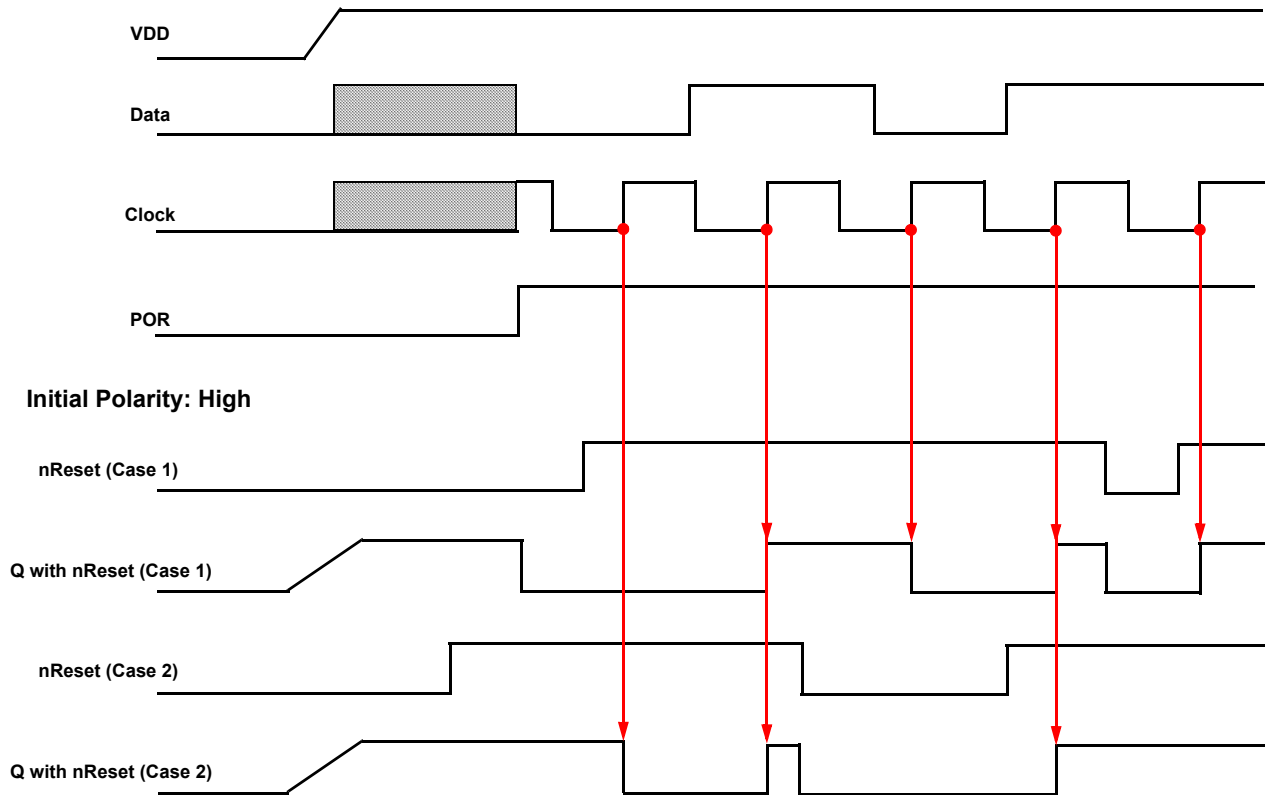 VDD
Data
Clock
POR
Initial Polarity: High
nReset (Case 1)
Q with nReset (Case 1)
nReset (Case 2)
Q with nReset (Case 2)